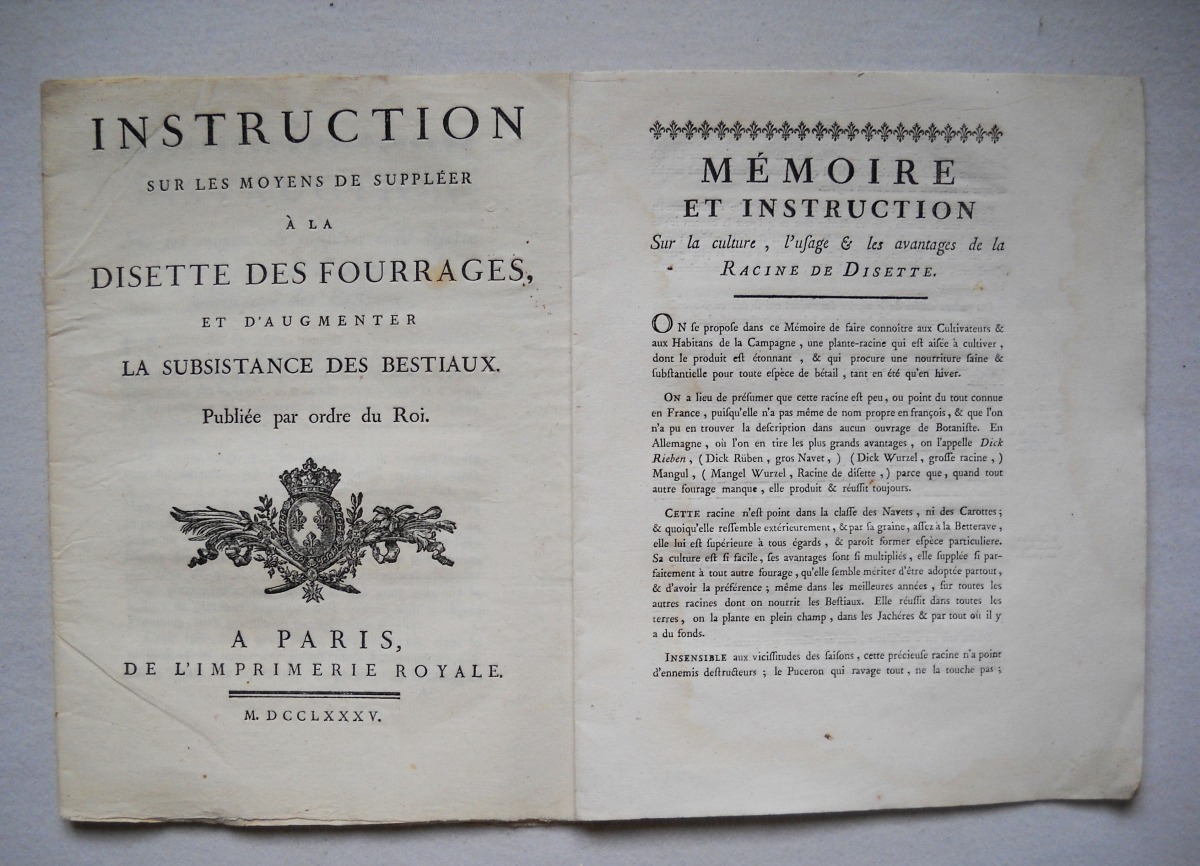 INSTRUCTION
SUR LES MOYENS DE SUPPLÉER
À LA
DISETTE DES FOURRAGES,
ET D'AUGMENTER
LA SUBSISTANCE DES BESTIAUX.
Publiée par ordre du Roi.
A PARIS,
DE L'IMPRIMERIE ROYALE.
M. DCCLXXXV.
MÉMOIRE
ET INSTRUCTION
Sur la culture , l'uſage & les avantages de la
RACINE DE DISETTE.
ON ſe propoſe dans ce Mémoire de faire connoître aux Cultivateurs &
aux Habitans de la Campagne , une plante-racine qui eſt aiſée à cultiver ,
dont le produit eſt étonnant , & qui procure une nourriture ſaine &
ſubſtantielle pour toute eſpèce de bétail , tant en été qu'en hiver.
ON a lieu de préſumer que cette racine eſt peu, ou point du tout connue
en France , puiſqu'elle n'a pas même de nom propre en françois, & que l'on
n'a pu en trouver la deſcription dans aucun ouvrage de Botaniſte. En
Allemagne , où l'on en tire les plus grands avantages , on l'appelle Dick
Rieben , ( Dick Rüben , gros Navet , ) ( Dick Wurzel , groſſe racine , )
Mangul , ( Mangel Wurzel , Racine de diſette , ) parce que , quand tout
autre fourage manque , elle produit & réuſſit toujours.
CETTE racine n'eſt point dans la claſſe des Navets , ni des Carottes ;
& quoiqu'elle reſſemble extérieurement , & par ſa graine, aſſez à la Betterave ,
elle lui eſt ſupérieure à tous égards , & paroît former eſpèce particuliere.
Sa culture eſt ſi facile , ſes avantages ſont ſi multipliés , elle ſupplée ſi par-
faitement à tout autre fourage , qu'elle ſemble mériter d'être adoptée partout ,
& d'avoir la préférence ; même dans les meilleures années , ſur toutes les
autres racines dont on nourrit les Beſtiaux. Elle réuſſit dans toutes les
terres , on la plante en plein champ , dans les Jachéres & par tout où il y
a du fonds.
INSENSIBLE aux viciſſitudes des ſaiſons , cette précieuſe racine n'a point
d'ennemis deſtructeurs ; le Puceron qui ravage tout , ne la touche pas ;